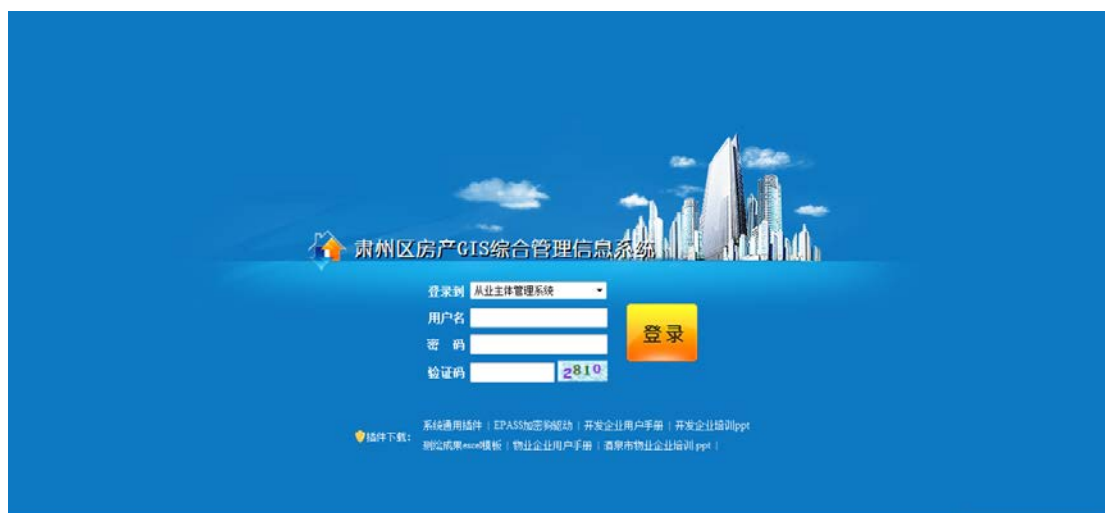 肃州区房产GIS综合管理信息系统
登录到 从业主体管理系统
用户名
密 码
登录
验证码 2810
插件下载:
系统通用插件 | EPASS加密狗驱动 | 开发企业用户手册 | 开发企业培训ppt
测绘成果excel模板 | 物业企业用户手册 | 酒泉市物业企业培训.ppt |